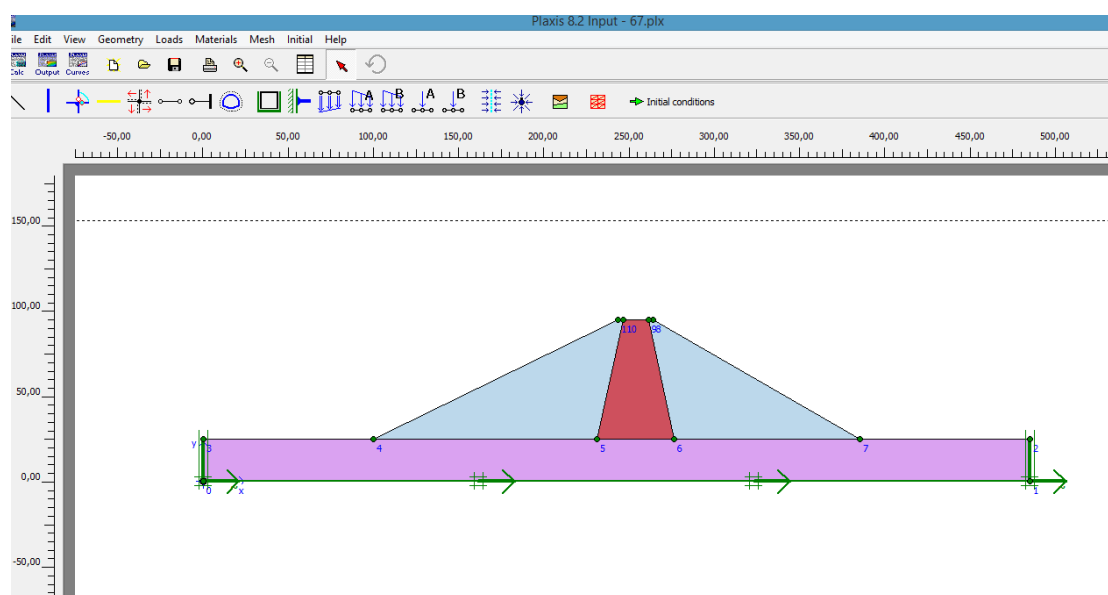 Plaxis 8.2 Input - 67.plx
ile Edit View Geometry Loads Materials Mesh Initial Help
Calc Output Curves
A B A B Initial conditions
-50,00 0,00 50,00 100,00 150,00 200,00 250,00 300,00 350,00 400,00 450,00 500,00
150,00
100,00
110 98
50,00
y 3 4 5 6 7 2
0,00
0 x 1
-50,00